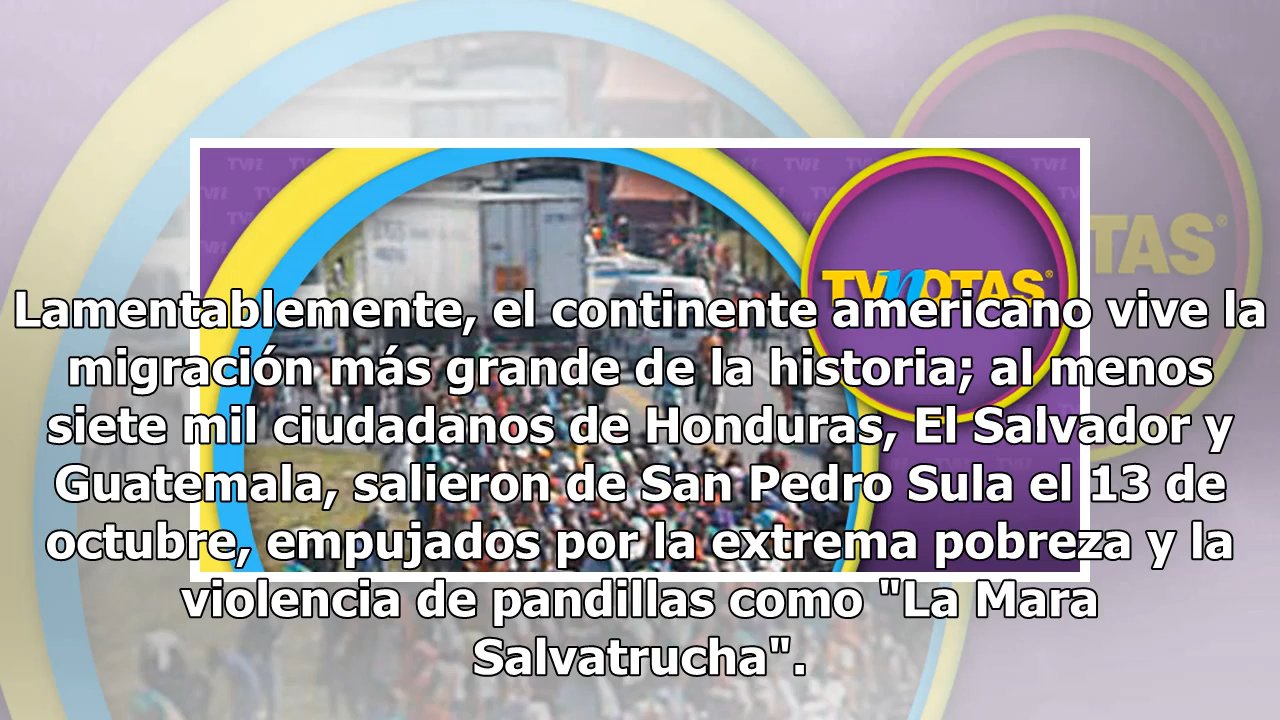 TVNOTAS®
TAS®
Lamentablemente, el continente americano vive la
migración más grande de la historia; al menos
siete mil ciudadanos de Honduras, El Salvador y
Guatemala, salieron de San Pedro Sula el 13 de
octubre, empujados por la extrema pobreza y la
violencia de pandillas como "La Mara
Salvatrucha".